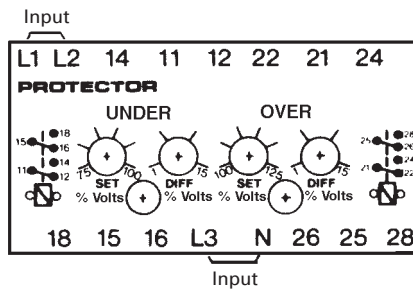 Input
L1 L2 14 11 12 22 21 24
PROTECTOR
UNDER OVER
18 28
15 16 25 26
14 24
11 12 21 22
75 100 1 15 100 125 1 15
SET DIFF SET DIFF
% Volts % Volts % Volts % Volts
18 15 16 L3 N 26 25 28
Input